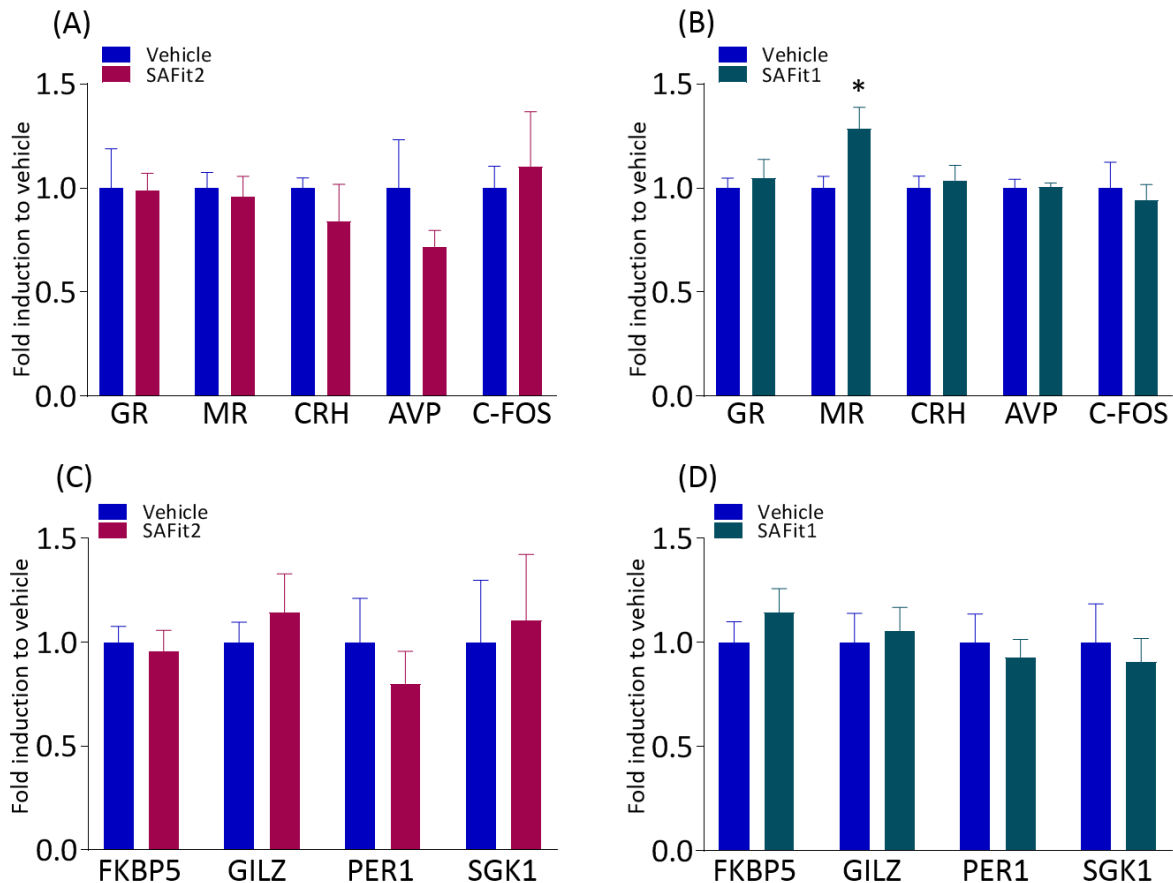 (A)
Vehicle
SAFit2
Fold induction to vehicle
1.5
1.0
0.5
0.0
GR MR CRH AVP C-FOS
(B)
Vehicle
SAFit1
Fold induction to vehicle
1.5
1.0
0.5
0.0
*
GR MR CRH AVP C-FOS
(C)
Vehicle
SAFit2
Fold induction to vehicle
1.5
1.0
0.5
0.0
FKBP5 GILZ PER1 SGK1
(D)
Vehicle
SAFit1
Fold induction to vehicle
1.5
1.0
0.5
0.0
FKBP5 GILZ PER1 SGK1